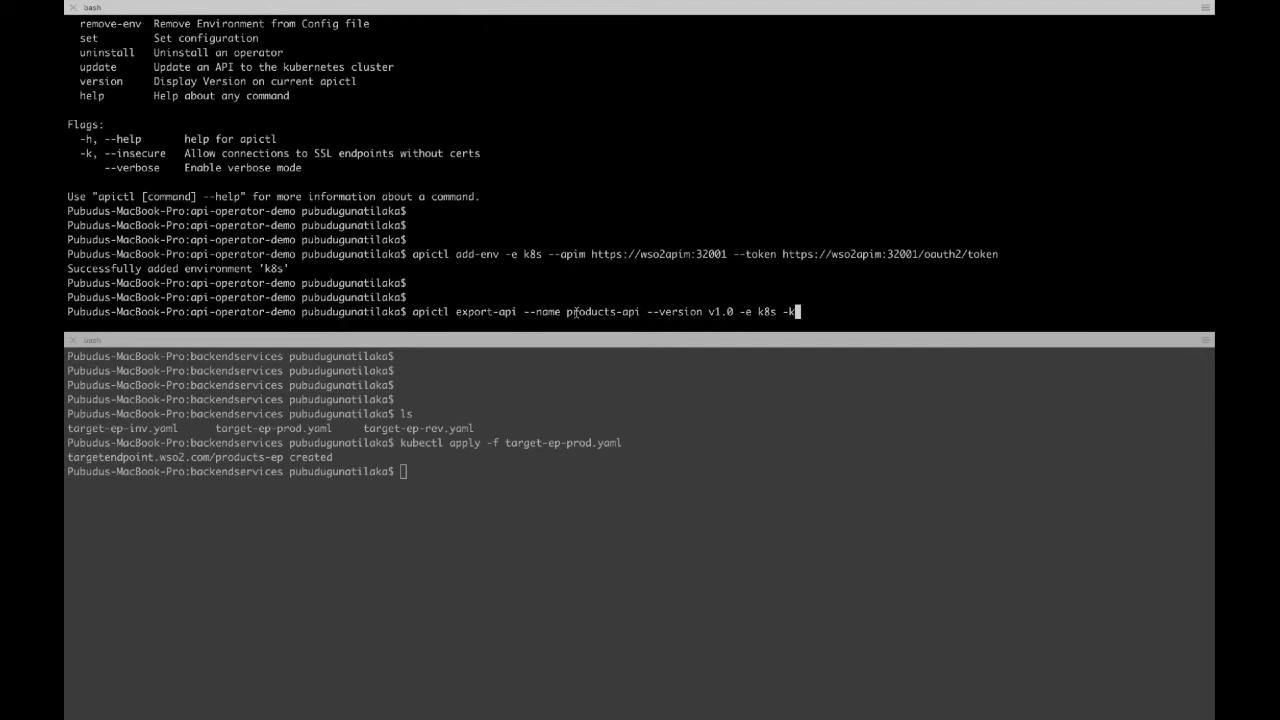 bash
remove-env Remove Environment from Config file
set Set configuration
uninstall Uninstall an operator
update Update an API to the kubernetes cluster
version Display Version on current apictl
help Help about any command
Flags:
-h, --help help for apictl
-k, --insecure Allow connections to SSL endpoints without certs
--verbose Enable verbose mode
Use "apictl [command] --help" for more information about a command.
Pubudus-MacBook-Pro:api-operator-demo pubudugunatilaka$
Pubudus-MacBook-Pro:api-operator-demo pubudugunatilaka$
Pubudus-MacBook-Pro:api-operator-demo pubudugunatilaka$
Pubudus-MacBook-Pro:api-operator-demo pubudugunatilaka$ apictl add-env -e k8s --apim https://wso2apim:32001 --token https://wso2apim:32001/oauth2/token
Successfully added environment 'k8s'
Pubudus-MacBook-Pro:api-operator-demo pubudugunatilaka$
Pubudus-MacBook-Pro:api-operator-demo pubudugunatilaka$
Pubudus-MacBook-Pro:api-operator-demo pubudugunatilaka$ apictl export-api --name products-api --version v1.0 -e k8s -k
bash
Pubudus-MacBook-Pro:backendservices pubudugunatilaka$
Pubudus-MacBook-Pro:backendservices pubudugunatilaka$
Pubudus-MacBook-Pro:backendservices pubudugunatilaka$
Pubudus-MacBook-Pro:backendservices pubudugunatilaka$
Pubudus-MacBook-Pro:backendservices pubudugunatilaka$ ls
target-ep-inv.yaml target-ep-prod.yaml target-ep-rev.yaml
Pubudus-MacBook-Pro:backendservices pubudugunatilaka$ kubectl apply -f target-ep-prod.yaml
targetendpoint.wso2.com/products-ep created
Pubudus-MacBook-Pro:backendservices pubudugunatilaka$